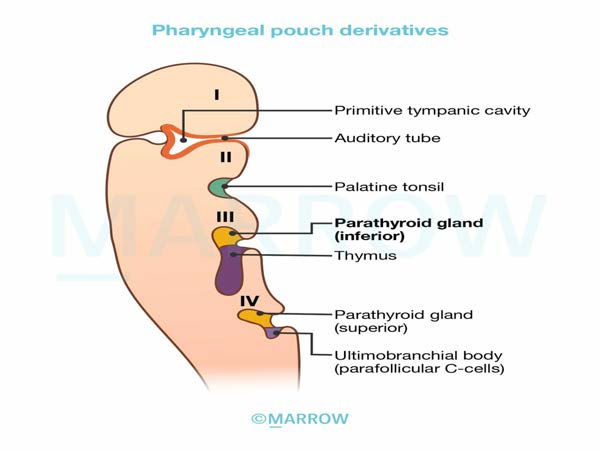 Pharyngeal pouch derivatives
I
Primitive tympanic cavity
Auditory tube
II
Palatine tonsil
III
Parathyroid gland
(inferior)
Thymus
IV
Parathyroid gland
(superior)
Ultimobranchial body
(parafollicular C-cells)
MARROW
©MARROW